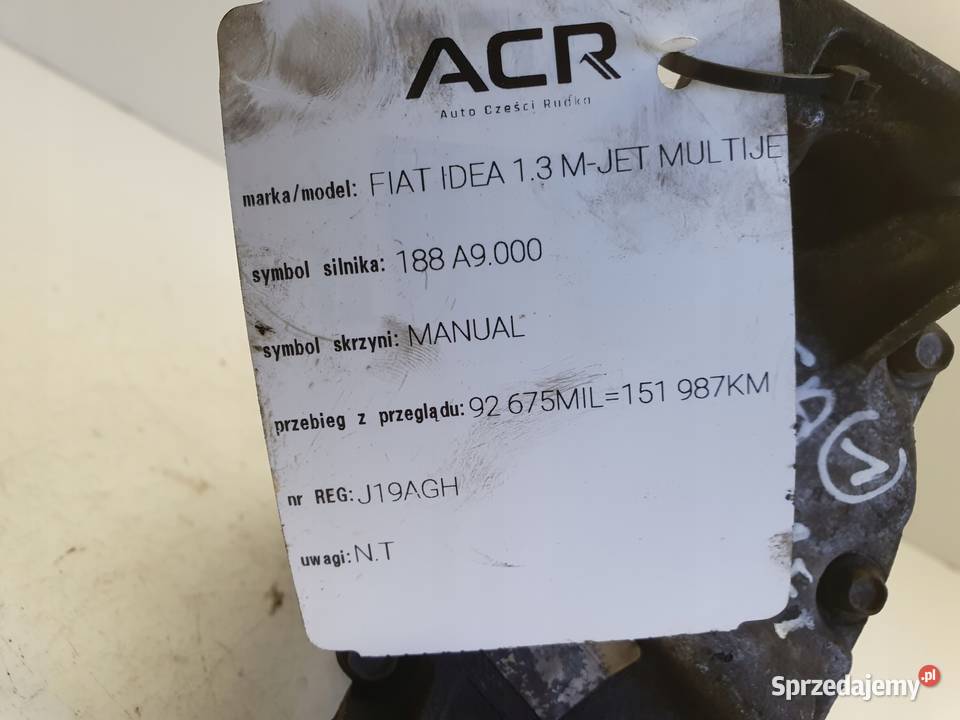 ACR
Auto Części Rudka
marka/model: FIAT IDEA 1.3 M-JET MULTIJE
symbol silnika: 188 A9.000
symbol skrzyni: MANUAL
przebieg z przeglądu: 92 675MIL=151 987KM
nr REG: J19AGH
uwagi: N.T
Sprzedajemy.pl